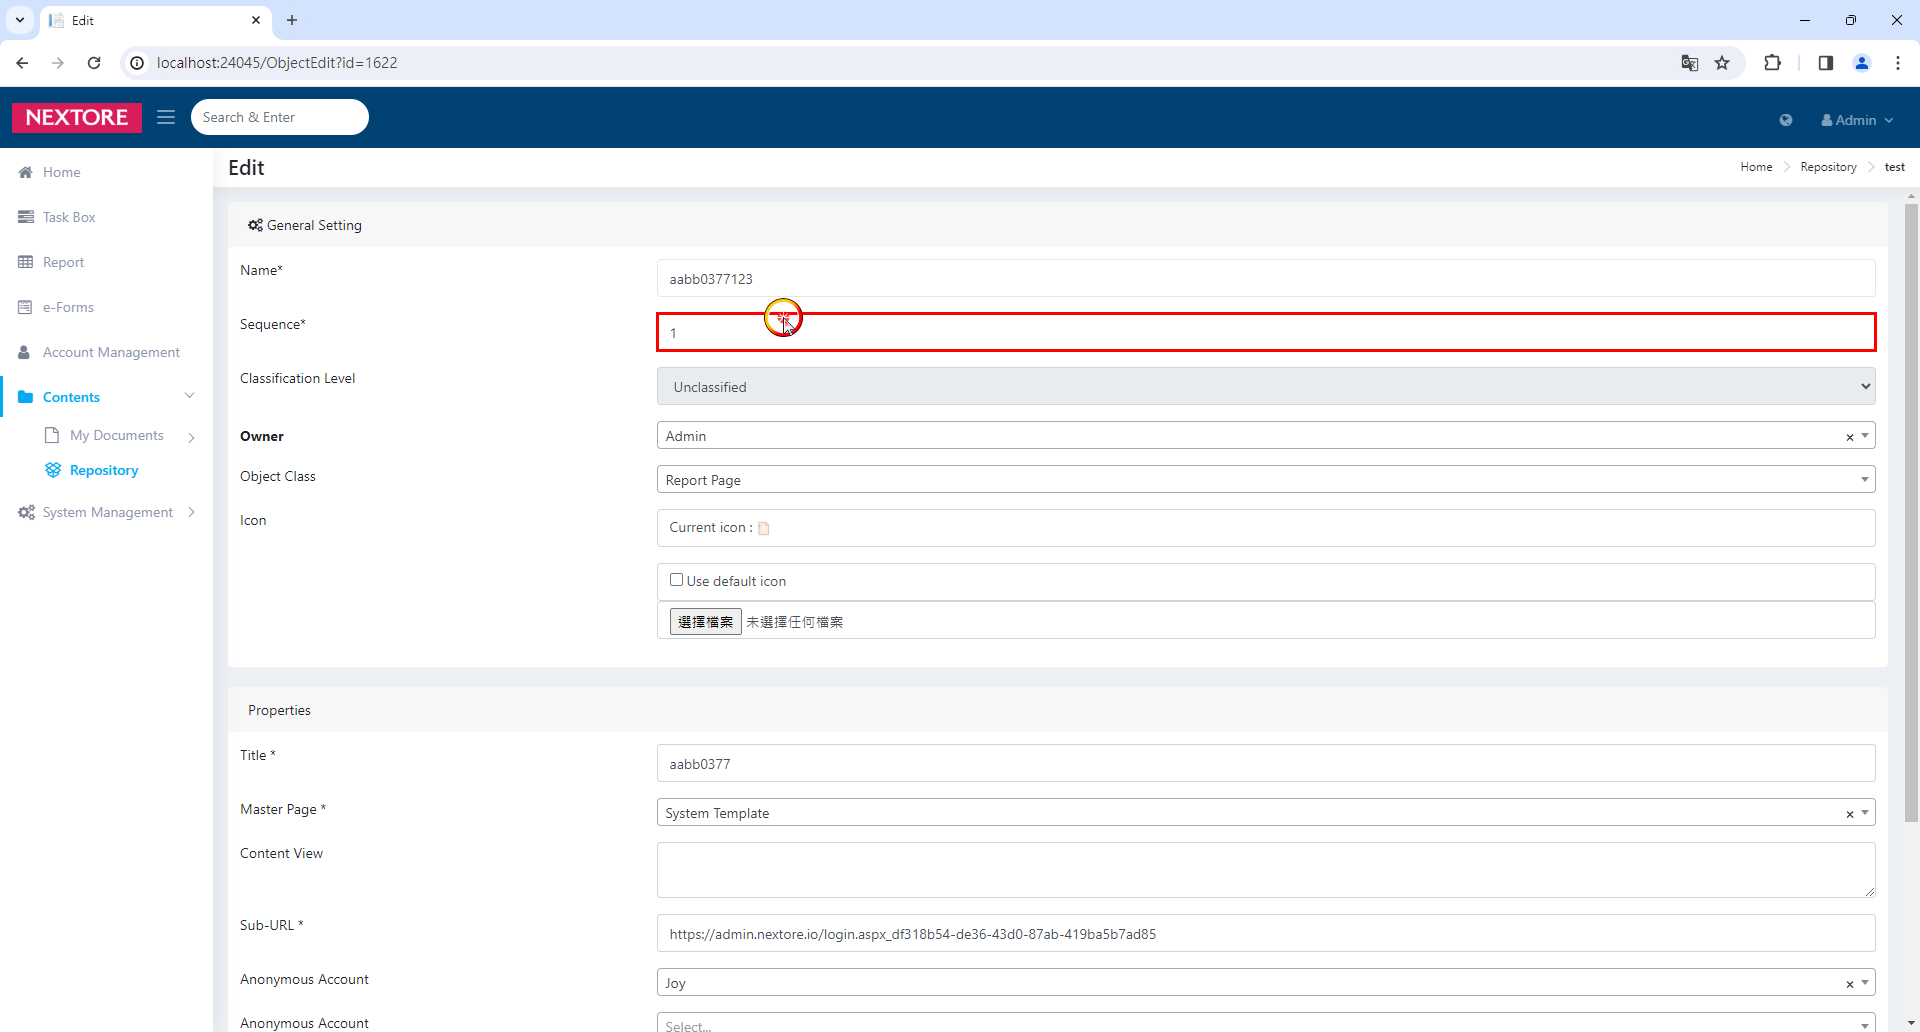 Edit
localhost:24045/ObjectEdit?id=1622
NEXTORE
Search & Enter
Admin
Home
Task Box
Report
e-Forms
Account Management
Contents
My Documents
Repository
System Management
Edit
Home
Repository
test
General Setting
Name*
aabb0377123
Sequence*
1
Classification Level
Unclassified
Owner
Admin
Object Class
Report Page
Icon
Current icon :
Use default icon
選擇檔案 未選擇任何檔案
Properties
Title *
aabb0377
Master Page *
System Template
Content View
Sub-URL *
https://admin.nextore.io/login.aspx_df318b54-de36-43d0-87ab-419ba5b7ad85
Anonymous Account
Joy
Anonymous Account
Select...